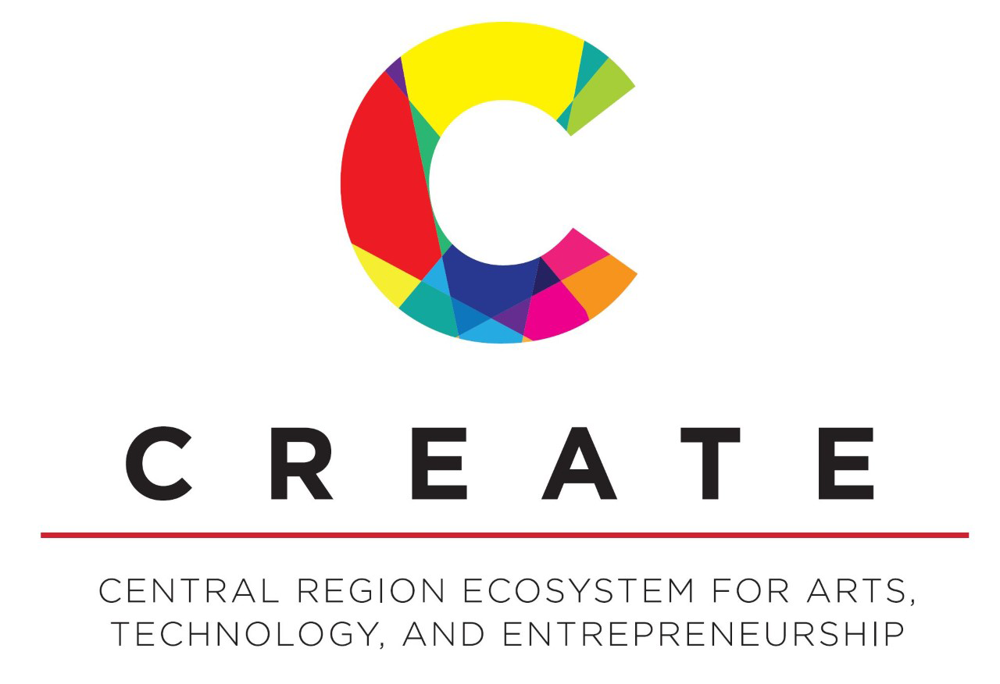 C
CREATE
CENTRAL REGION ECOSYSTEM FOR ARTS,
TECHNOLOGY, AND ENTREPRENEURSHIP